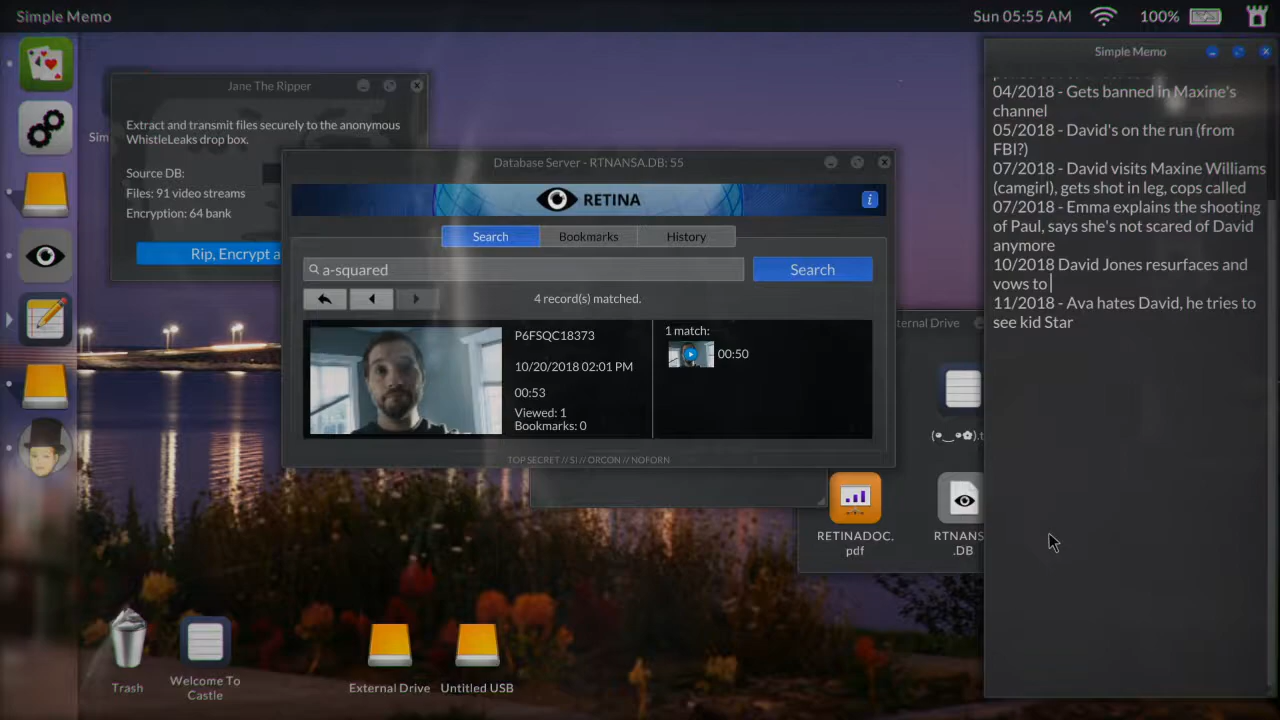 Simple Memo
Sun 05:55 AM
100%
Jane The Ripper
Extract and transmit files securely to the anonymous
WhistleLeaks drop box.
Source DB:
Files: 91 video streams
Encryption: 64 bank
Rip, Encrypt a
Sim
Database Server - RTNANSA.DB: 55
RETINA
i
Search
Bookmarks
History
a-squared
Search
4 record(s) matched.
P6FSQC18373
10/20/2018 02:01 PM
00:53
Viewed: 1
Bookmarks: 0
1 match:
00:50
TOP SECRET // SI // ORCON // NOFORN
ternal Drive
(•‿•✿).t
RETINADOC.
pdf
RTNANS
.DB
Simple Memo
04/2018 - Gets banned in Maxine's
channel
05/2018 - David's on the run (from
FBI?)
07/2018 - David visits Maxine Williams
(camgirl), gets shot in leg, cops called
07/2018 - Emma explains the shooting
of Paul, says she's not scared of David
anymore
10/2018 David Jones resurfaces and
vows to
11/2018 - Ava hates David, he tries to
see kid Star
Trash
Welcome To
Castle
External Drive
Untitled USB